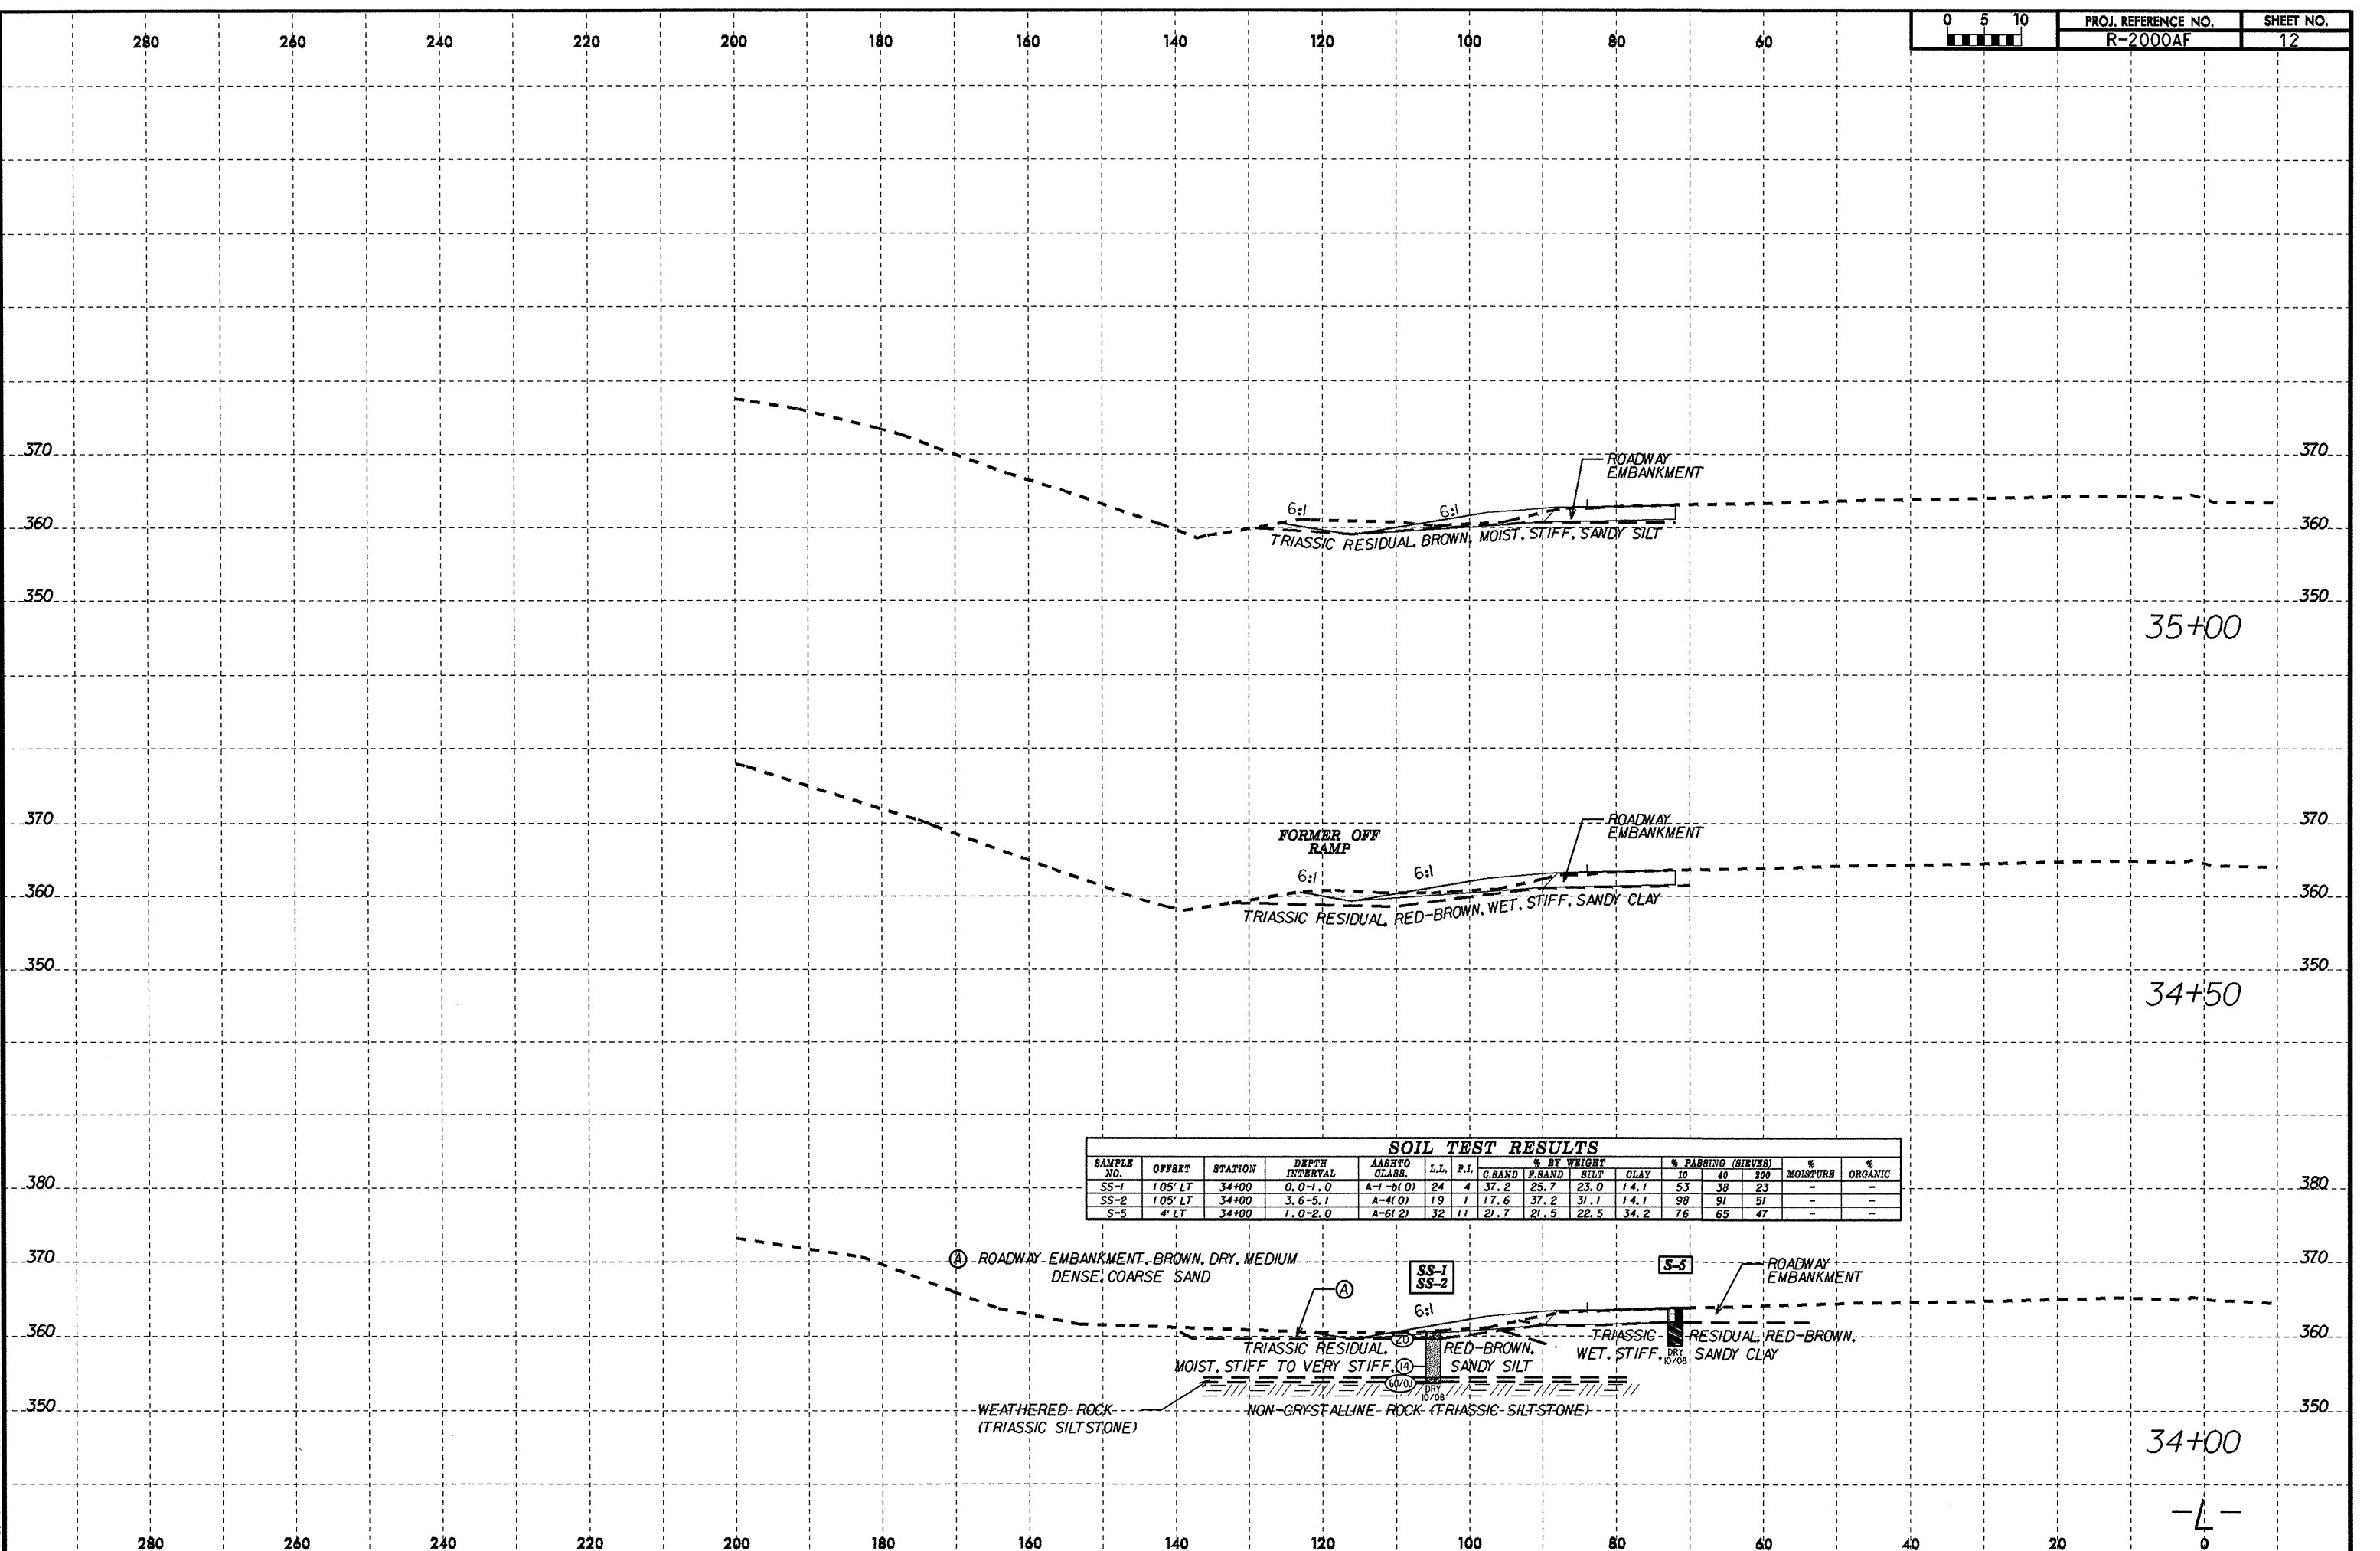 280 260 240 220 200 180 160 140 120 100 80 60
0 5 10
PROJ. REFERENCE NO. SHEET NO.
R-2000AF 12
370 370
ROADWAY
EMBANKMENT
6:1 6:1
360 360
TRIASSIC RESIDUAL, BROWN, MOIST, STIFF, SANDY SILT
350 350
35+00
370 370
ROADWAY
EMBANKMENT
FORMER OFF
RAMP
6:1 6:1
360 360
TRIASSIC RESIDUAL, RED-BROWN, WET, STIFF, SANDY CLAY
350 350
34+50
SOIL TEST RESULTS
SAMPLE NO. OFFSET STATION DEPTH INTERVAL AASHTO CLASS. L.L. P.I. % BY WEIGHT % PASSING (SIEVES) % MOISTURE % ORGANIC
C.SAND F.SAND SILT CLAY 10 40 200
SS-1 105' LT 34+00 0.0-1.0 A-1-b(0) 24 4 37.2 25.7 23.0 14.1 53 38 23 - -
SS-2 105' LT 34+00 3.6-5.1 A-4(0) 19 1 17.6 37.2 31.1 14.1 98 91 51 - -
S-5 4' LT 34+00 1.0-2.0 A-6(2) 32 11 21.7 21.5 22.5 34.2 76 65 47 - -
380 380
370 370
A ROADWAY EMBANKMENT, BROWN, DRY, MEDIUM
DENSE, COARSE SAND
A
SS-1
SS-2
S-5
ROADWAY
EMBANKMENT
6:1
360 360
20
TRIASSIC RESIDUAL, RED-BROWN,
MOIST, STIFF TO VERY STIFF, 14 SANDY SILT
TRIASSIC RESIDUAL, RED-BROWN,
WET, STIFF, SANDY CLAY
DRY
10/08
60/0.1
DRY
10/08
350 350
WEATHERED ROCK
(TRIASSIC SILTSTONE)
NON-CRYSTALLINE ROCK (TRIASSIC SILTSTONE)
34+00
-L-
280 260 240 220 200 180 160 140 120 100 80 60 40 20 0